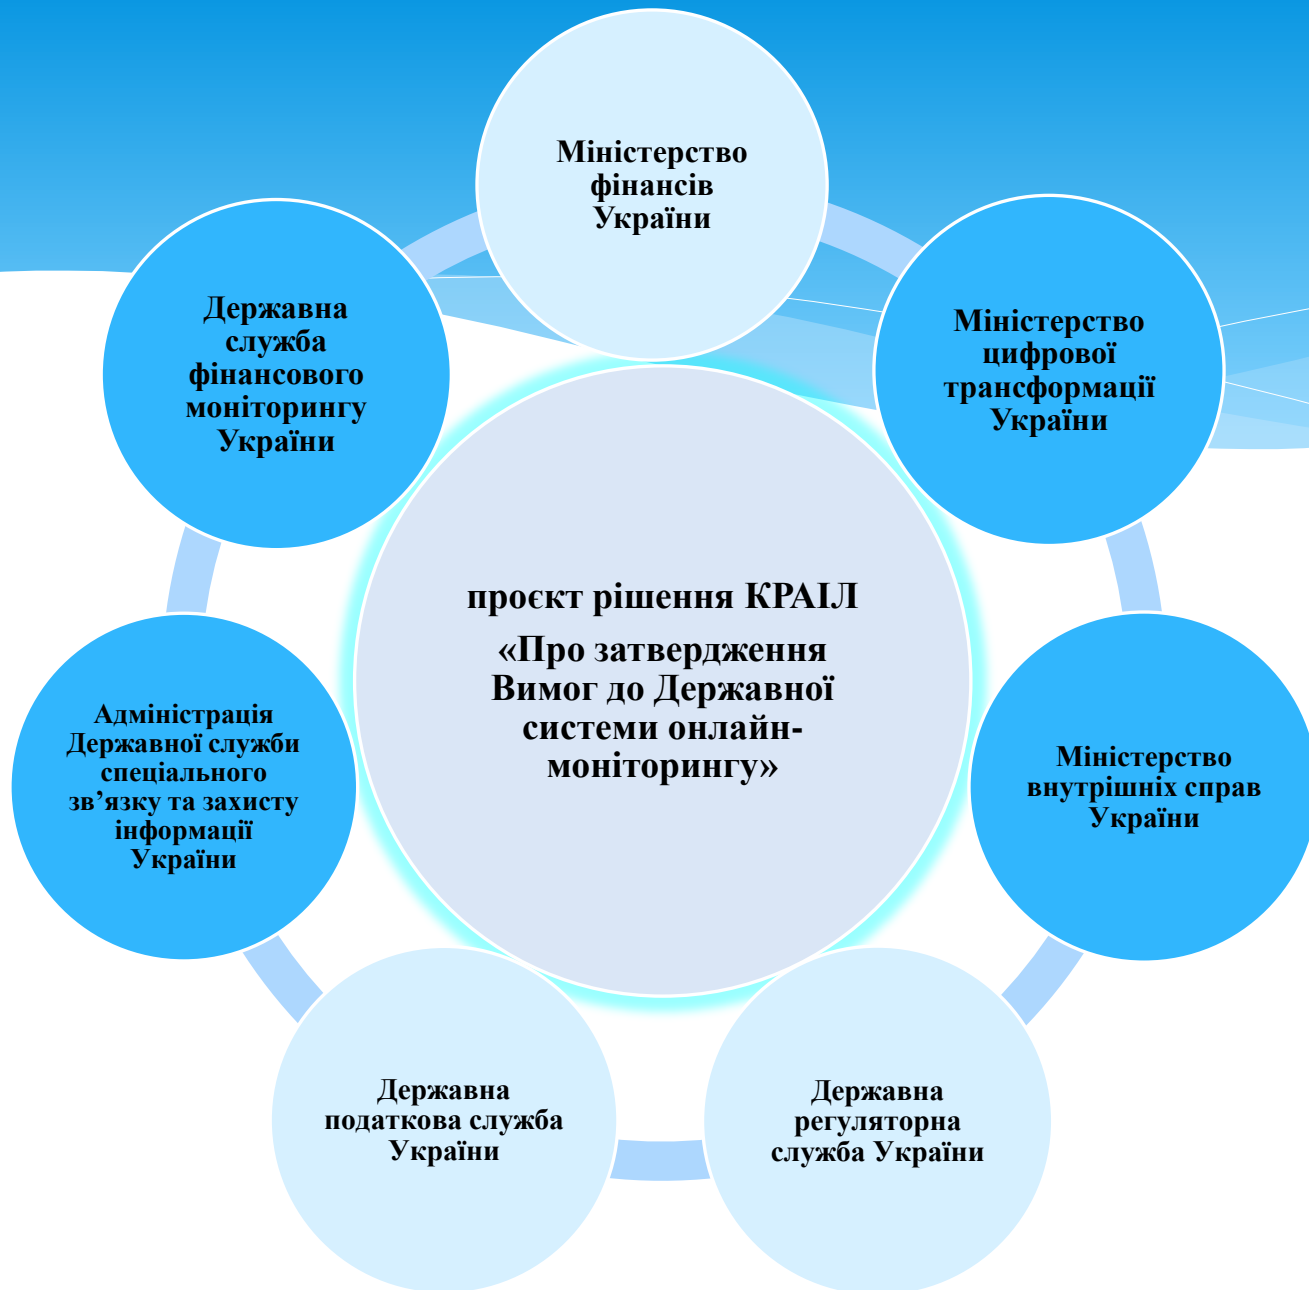 Міністерство
фінансів
України
Міністерство
цифрової
трансформації
України
Міністерство
внутрішніх справ
України
Державна
регуляторна
служба України
Державна
податкова служба
України
Адміністрація
Державної служби
спеціального
зв’язку та захисту
інформації
України
Державна
служба
фінансового
моніторингу
України
проєкт рішення КРАІЛ
«Про затвердження
Вимог до Державної
системи онлайн-
моніторингу»